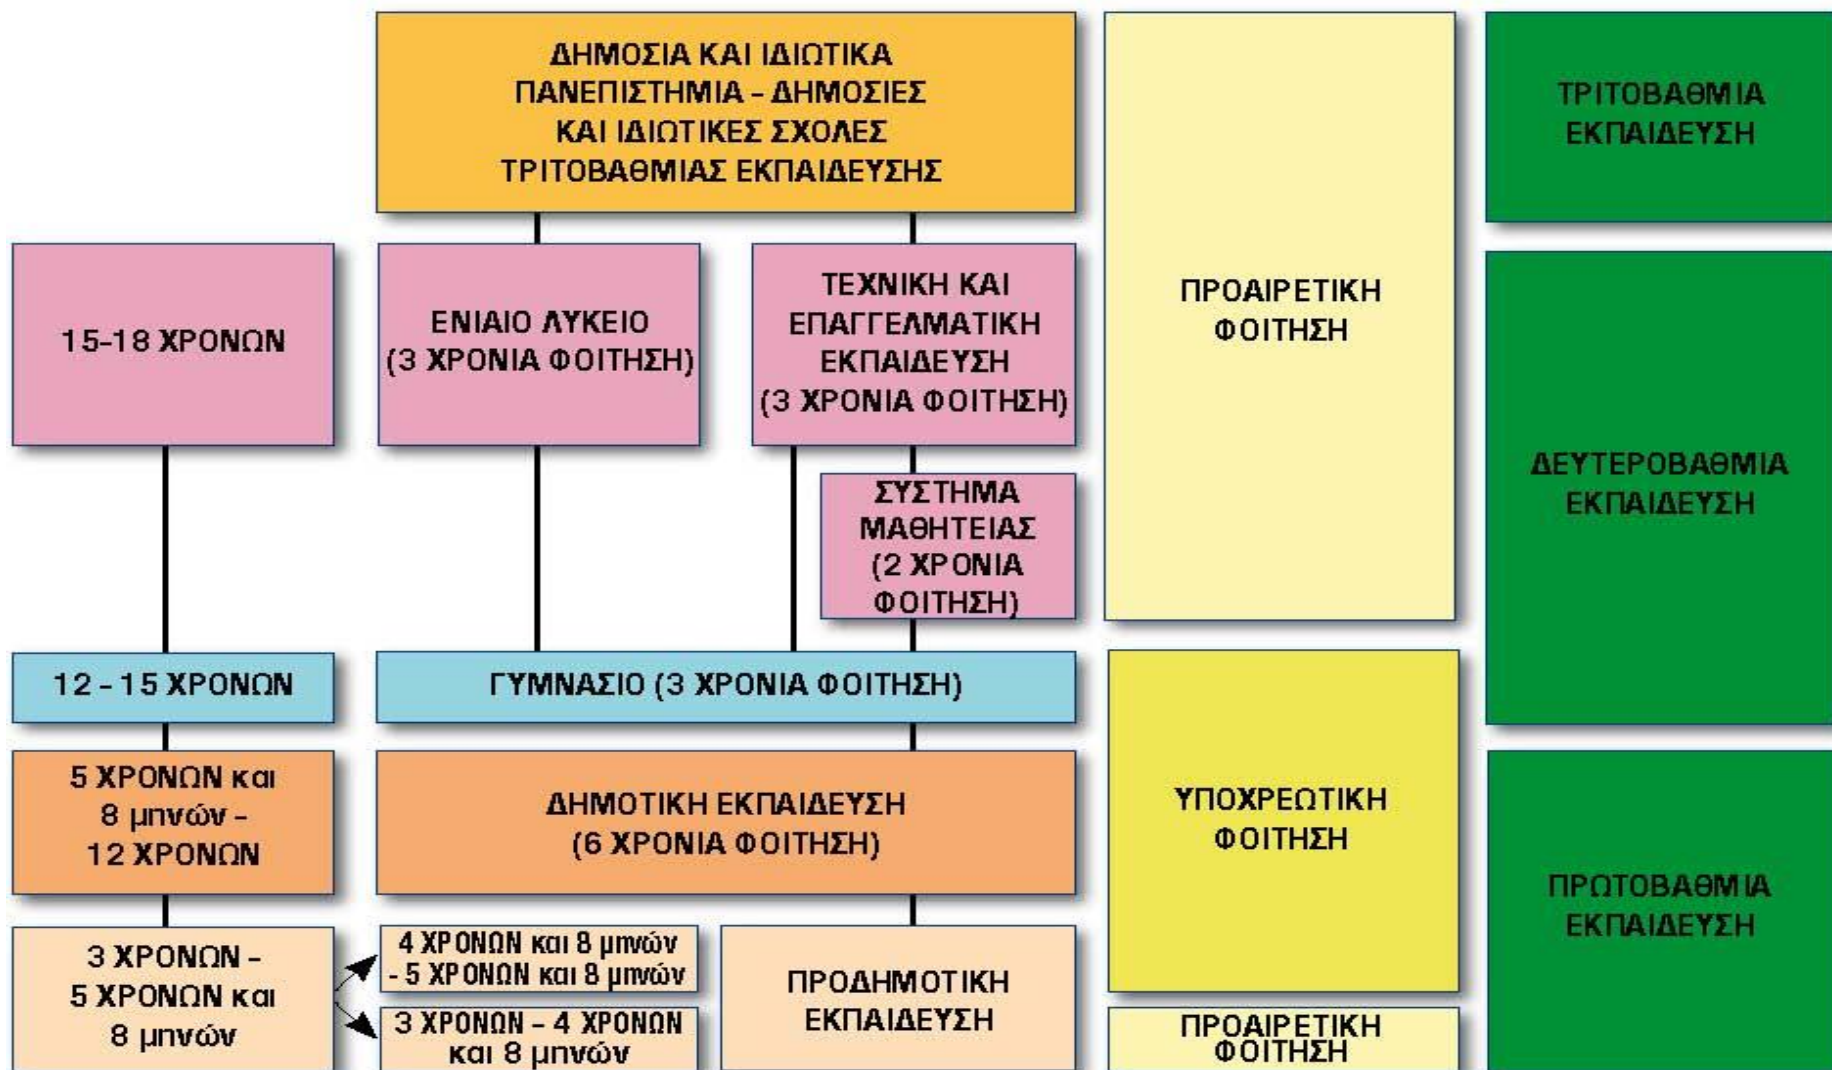 ΔΗΜΟΣΙΑ ΚΑΙ ΙΔΙΩΤΙΚΑ
ΠΑΝΕΠΙΣΤΗΜΙΑ – ΔΗΜΟΣΙΕΣ
ΚΑΙ ΙΔΙΩΤΙΚΕΣ ΣΧΟΛΕΣ
ΤΡΙΤΟΒΑΘΜΙΑΣ ΕΚΠΑΙΔΕΥΣΗΣ
ΤΡΙΤΟΒΑΘΜΙΑ
ΕΚΠΑΙΔΕΥΣΗ
15–18 ΧΡΟΝΩΝ
ΕΝΙΑΙΟ ΛΥΚΕΙΟ
(3 ΧΡΟΝΙΑ ΦΟΙΤΗΣΗ)
ΤΕΧΝΙΚΗ ΚΑΙ
ΕΠΑΓΓΕΛΜΑΤΙΚΗ
ΕΚΠΑΙΔΕΥΣΗ
(3 ΧΡΟΝΙΑ ΦΟΙΤΗΣΗ)
ΠΡΟΑΙΡΕΤΙΚΗ
ΦΟΙΤΗΣΗ
ΣΥΣΤΗΜΑ
ΜΑΘΗΤΕΙΑΣ
(2 ΧΡΟΝΙΑ
ΦΟΙΤΗΣΗ)
ΔΕΥΤΕΡΟΒΑΘΜΙΑ
ΕΚΠΑΙΔΕΥΣΗ
12 – 15 ΧΡΟΝΩΝ
ΓΥΜΝΑΣΙΟ (3 ΧΡΟΝΙΑ ΦΟΙΤΗΣΗ)
5 ΧΡΟΝΩΝ και
8 μηνών –
12 ΧΡΟΝΩΝ
ΔΗΜΟΤΙΚΗ ΕΚΠΑΙΔΕΥΣΗ
(6 ΧΡΟΝΙΑ ΦΟΙΤΗΣΗ)
ΥΠΟΧΡΕΩΤΙΚΗ
ΦΟΙΤΗΣΗ
ΠΡΩΤΟΒΑΘΜΙΑ
ΕΚΠΑΙΔΕΥΣΗ
3 ΧΡΟΝΩΝ –
5 ΧΡΟΝΩΝ και
8 μηνών
4 ΧΡΟΝΩΝ και 8 μηνών
- 5 ΧΡΟΝΩΝ και 8 μηνών
3 ΧΡΟΝΩΝ – 4 ΧΡΟΝΩΝ
και 8 μηνών
ΠΡΟΔΗΜΟΤΙΚΗ
ΕΚΠΑΙΔΕΥΣΗ
ΠΡΟΑΙΡΕΤΙΚΗ
ΦΟΙΤΗΣΗ